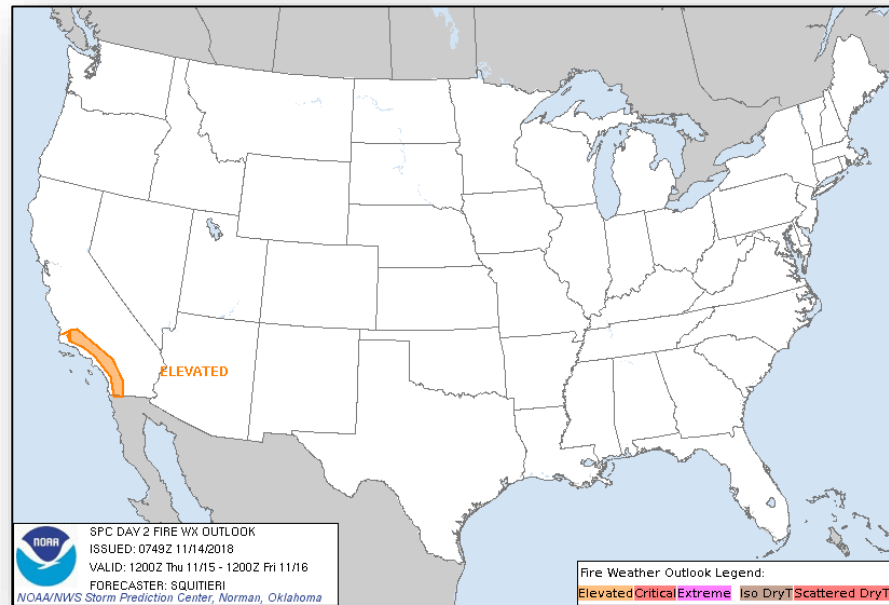 ELEVATED
NOAA
SPC DAY 2 FIRE WX OUTLOOK
ISSUED: 0749Z 11/14/2018
VALID: 1200Z Thu 11/15 - 1200Z Fri 11/16
FORECASTER: SQUITIERI
NOAA/NWS Storm Prediction Center, Norman, Oklahoma
Fire Weather Outlook Legend:
Elevated Critical Extreme Iso DryT Scattered DryT